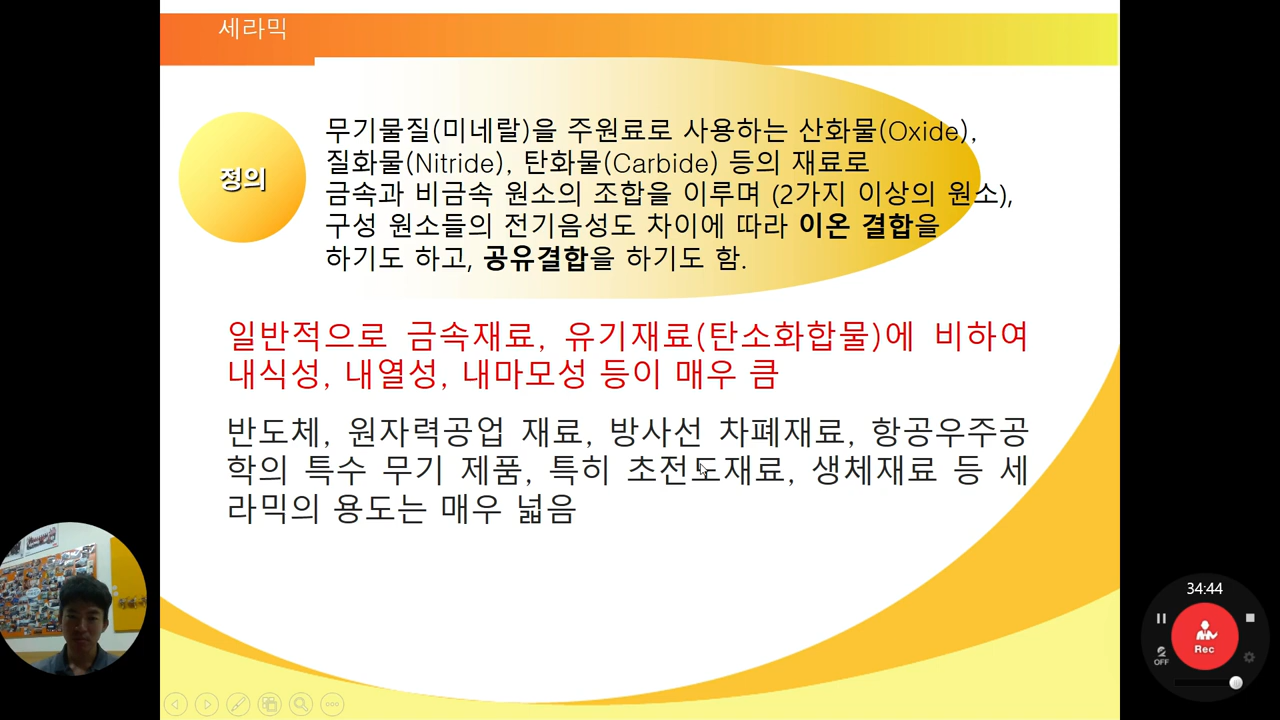 세라믹
정의
무기물질(미네랄)을 주원료로 사용하는 산화물(Oxide),
질화물(Nitride), 탄화물(Carbide) 등의 재료로
금속과 비금속 원소의 조합을 이루며 (2가지 이상의 원소),
구성 원소들의 전기음성도 차이에 따라 이온 결합을
하기도 하고, 공유결합을 하기도 함.
일반적으로 금속재료, 유기재료(탄소화합물)에 비하여
내식성, 내열성, 내마모성 등이 매우 큼
반도체, 원자력공업 재료, 방사선 차폐재료, 항공우주공
학의 특수 무기 제품, 특히 초전도재료, 생체재료 등 세
라믹의 용도는 매우 넓음
34:44
Rec
OFF